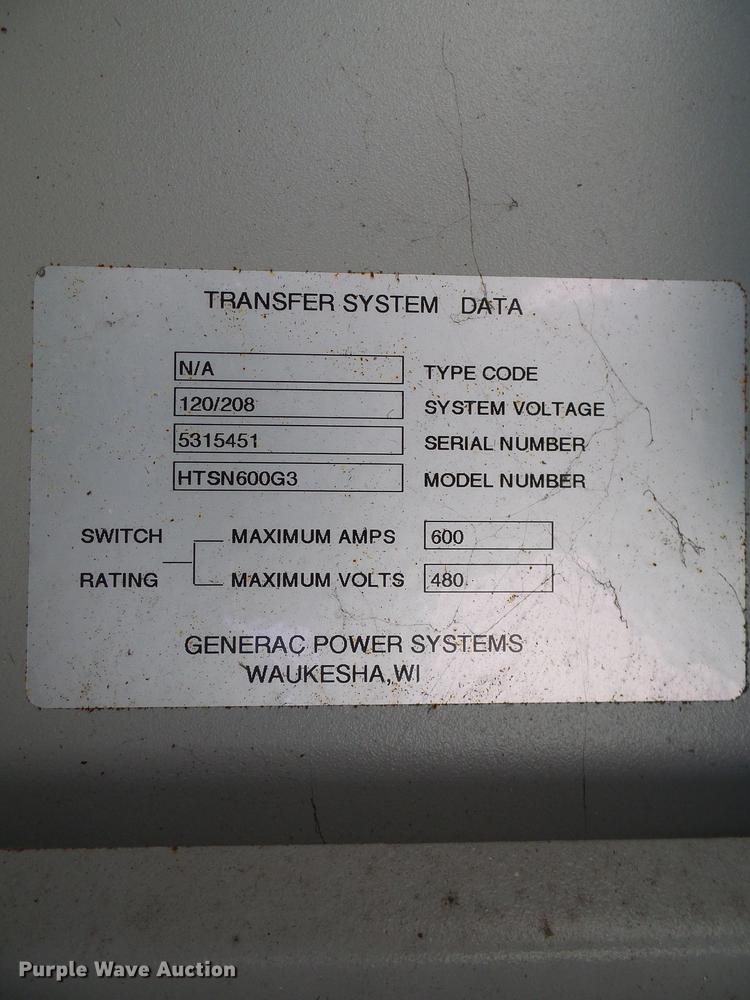 TRANSFER SYSTEM DATA
N/A TYPE CODE
120/208 SYSTEM VOLTAGE
5315451 SERIAL NUMBER
HTSN600G3 MODEL NUMBER
SWITCH MAXIMUM AMPS 600
RATING MAXIMUM VOLTS 480
GENERAC POWER SYSTEMS
WAUKESHA,WI
Purple Wave Auction